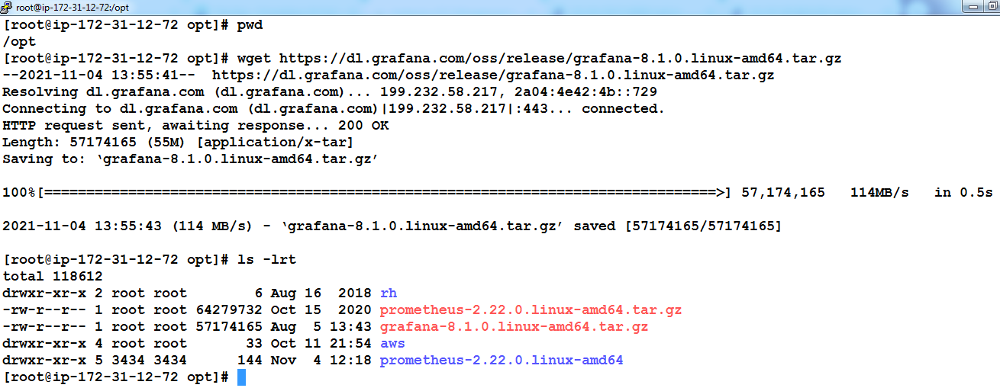 root@ip-172-31-12-72:/opt
[root@ip-172-31-12-72 opt]# pwd
/opt
[root@ip-172-31-12-72 opt]# wget https://dl.grafana.com/oss/release/grafana-8.1.0.linux-amd64.tar.gz
--2021-11-04 13:55:41--  https://dl.grafana.com/oss/release/grafana-8.1.0.linux-amd64.tar.gz
Resolving dl.grafana.com (dl.grafana.com)... 199.232.58.217, 2a04:4e42:4b::729
Connecting to dl.grafana.com (dl.grafana.com)|199.232.58.217|:443... connected.
HTTP request sent, awaiting response... 200 OK
Length: 57174165 (55M) [application/x-tar]
Saving to: ‘grafana-8.1.0.linux-amd64.tar.gz’
100%[================================================================================>] 57,174,165   114MB/s   in 0.5s
2021-11-04 13:55:43 (114 MB/s) - ‘grafana-8.1.0.linux-amd64.tar.gz’ saved [57174165/57174165]
[root@ip-172-31-12-72 opt]# ls -lrt
total 118612
drwxr-xr-x 2 root root        6 Aug 16  2018 rh
-rw-r--r-- 1 root root 64279732 Oct 15  2020 prometheus-2.22.0.linux-amd64.tar.gz
-rw-r--r-- 1 root root 57174165 Aug  5 13:43 grafana-8.1.0.linux-amd64.tar.gz
drwxr-xr-x 4 root root       33 Oct 11 21:54 aws
drwxr-xr-x 5 3434 3434      144 Nov  4 12:18 prometheus-2.22.0.linux-amd64
[root@ip-172-31-12-72 opt]#